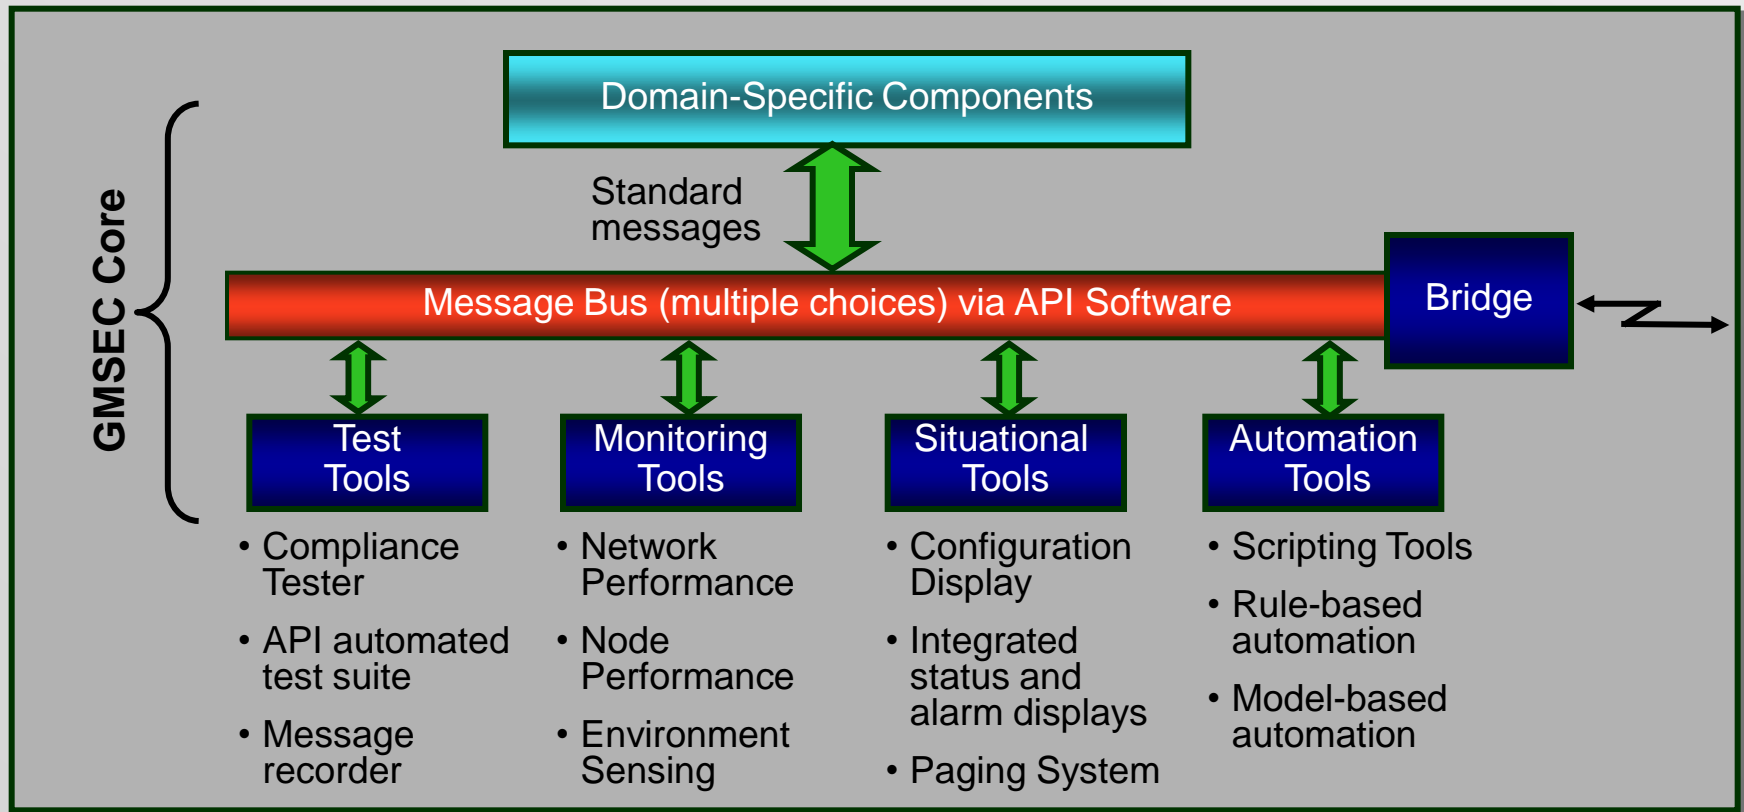 Domain-Specific Components
Standard
messages
GMSEC Core
Message Bus (multiple choices) via API Software
Bridge
Test
Tools
Monitoring
Tools
Situational
Tools
Automation
Tools
• Compliance
Tester
• API automated
test suite
• Message
recorder
• Network
Performance
• Node
Performance
• Environment
Sensing
• Configuration
Display
• Integrated
status and
alarm displays
• Paging System
• Scripting Tools
• Rule-based
automation
• Model-based
automation